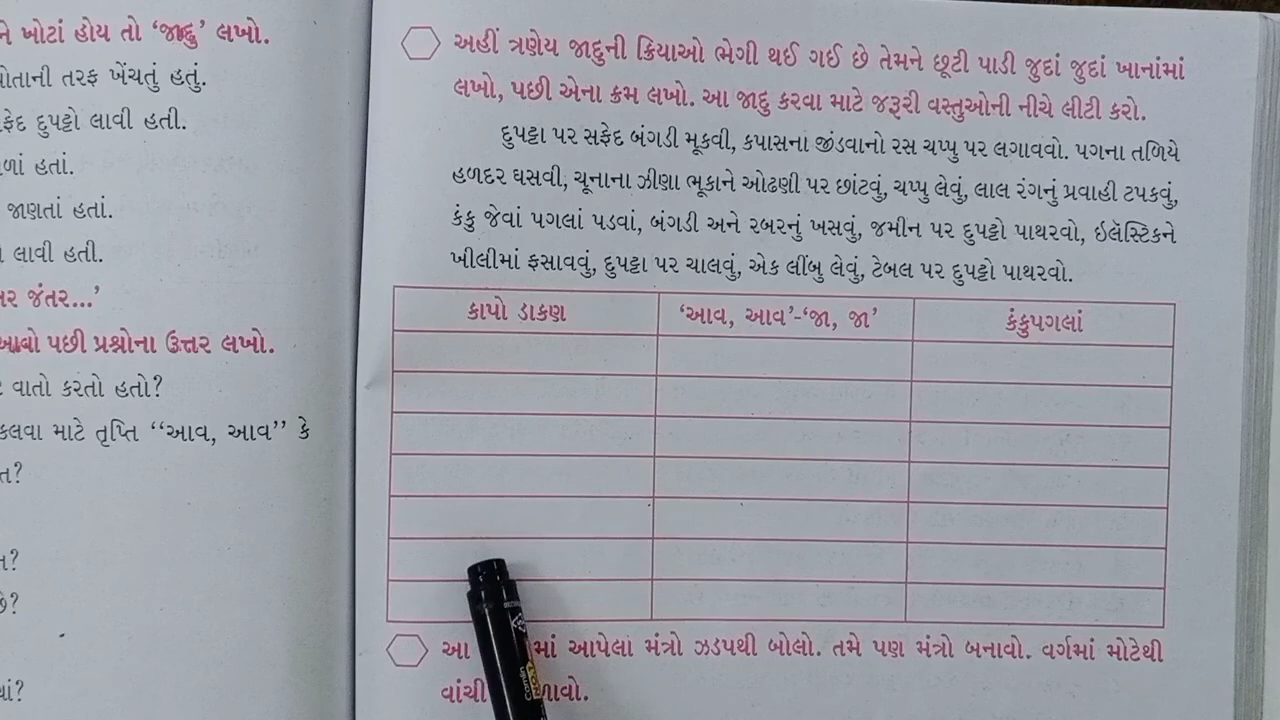 ને ખોટાં હોય તો ‘જાદુ’ લખો.
પોતાની તરફ ખેંચતું હતું.
દુપટ્ટો લાવી હતી.
હતાં.
જાણતાં હતાં.
લાવી હતી.
જંતર...’
પછી પ્રશ્નોના ઉત્તર લખો.
વાતો કરતો હતો?
માટે તૃપ્તિ “આવ, આવ” કે
અહીં ત્રણેય જાદુની ક્રિયાઓ ભેગી થઈ ગઈ છે તેમને છૂટી પાડી જુદાં જુદાં ખાનાંમાં
લખો, પછી એના ક્રમ લખો. આ જાદુ કરવા માટે જરૂરી વસ્તુઓની નીચે લીટી કરો.
દુપટ્ટા પર સફેદ બંગડી મૂકવી, કપાસના જીંડવાનો રસ ચપ્પુ પર લગાવવો. પગના તળિયે
હળદર ઘસવી, ચૂનાના ઝીણા ભૂકાને ઓઢણી પર છાંટવું, ચપ્પુ લેવું, લાલ રંગનું પ્રવાહી ટપકવું,
કંકુ જેવાં પગલાં પડવાં, બંગડી અને રબરનું ખસવું, જમીન પર દુપટ્ટો પાથરવો, ઇલૅસ્ટિકને
ખીલીમાં ફસાવવું, દુપટ્ટા પર ચાલવું, એક લીંબુ લેવું, ટેબલ પર દુપટ્ટો પાથરવો.
કાપો ડાકણ ‘આવ, આવ’-‘જા, જા’ કંકુપગલાં
આ માં આપેલા મંત્રો ઝડપથી બોલો. તમે પણ મંત્રો બનાવો. વર્ગમાં મોટેથી
વાંચી ળાવો.
Camlin